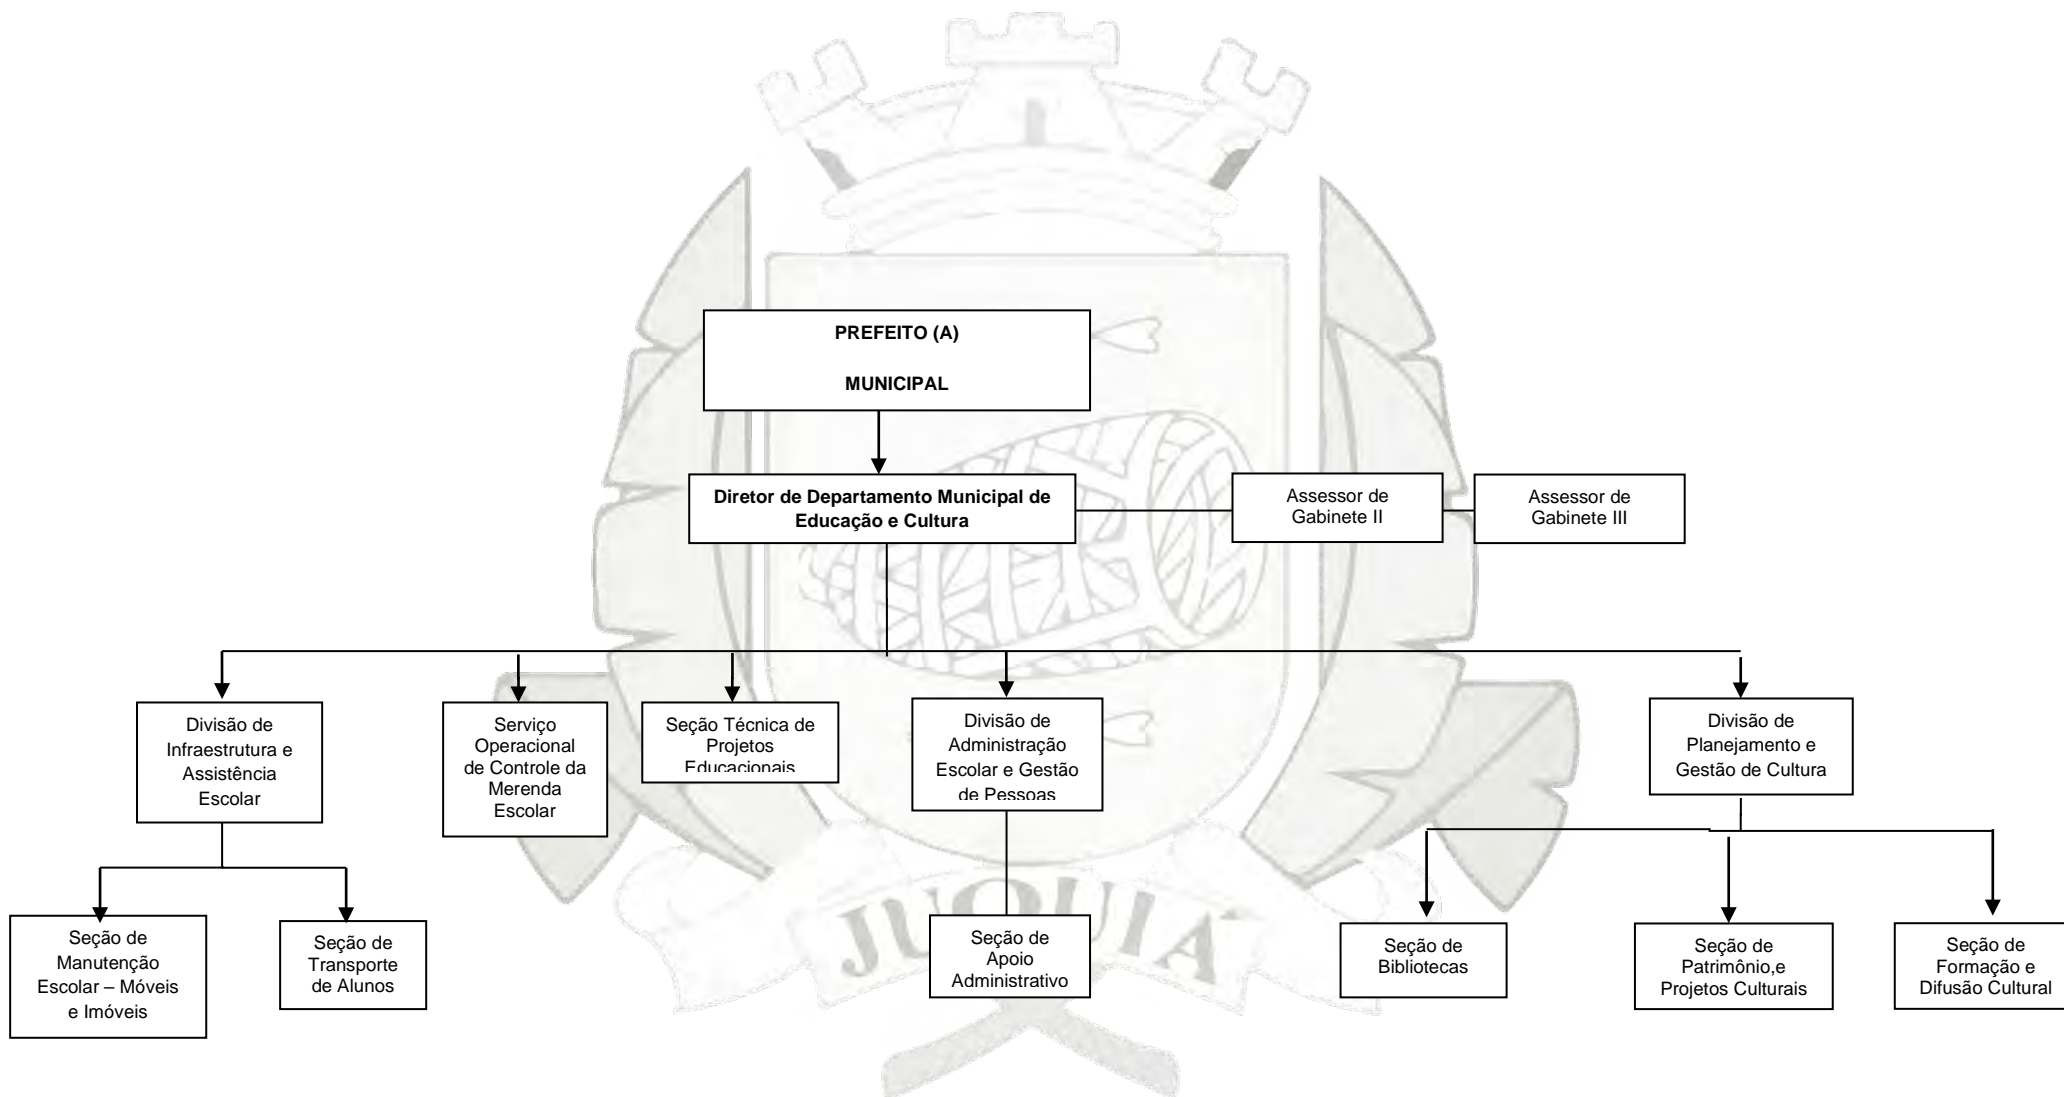 PREFEITO (A)
MUNICIPAL
Diretor de Departamento Municipal de
Educação e Cultura
Assessor de
Gabinete II
Assessor de
Gabinete III
Divisão de
Infraestrutura e
Assistência
Escolar
Serviço
Operacional
de Controle da
Merenda
Escolar
Seção Técnica de
Projetos
Educacionais
Divisão de
Administração
Escolar e Gestão
de Pessoas
Divisão de
Planejamento e
Gestão de Cultura
Seção de
Manutenção
Escolar – Móveis
e Imóveis
Seção de
Transporte
de Alunos
Seção de
Apoio
Administrativo
Seção de
Bibliotecas
Seção de
Patrimônio,e
Projetos Culturais
Seção de
Formação e
Difusão Cultural
JUQUIÁ